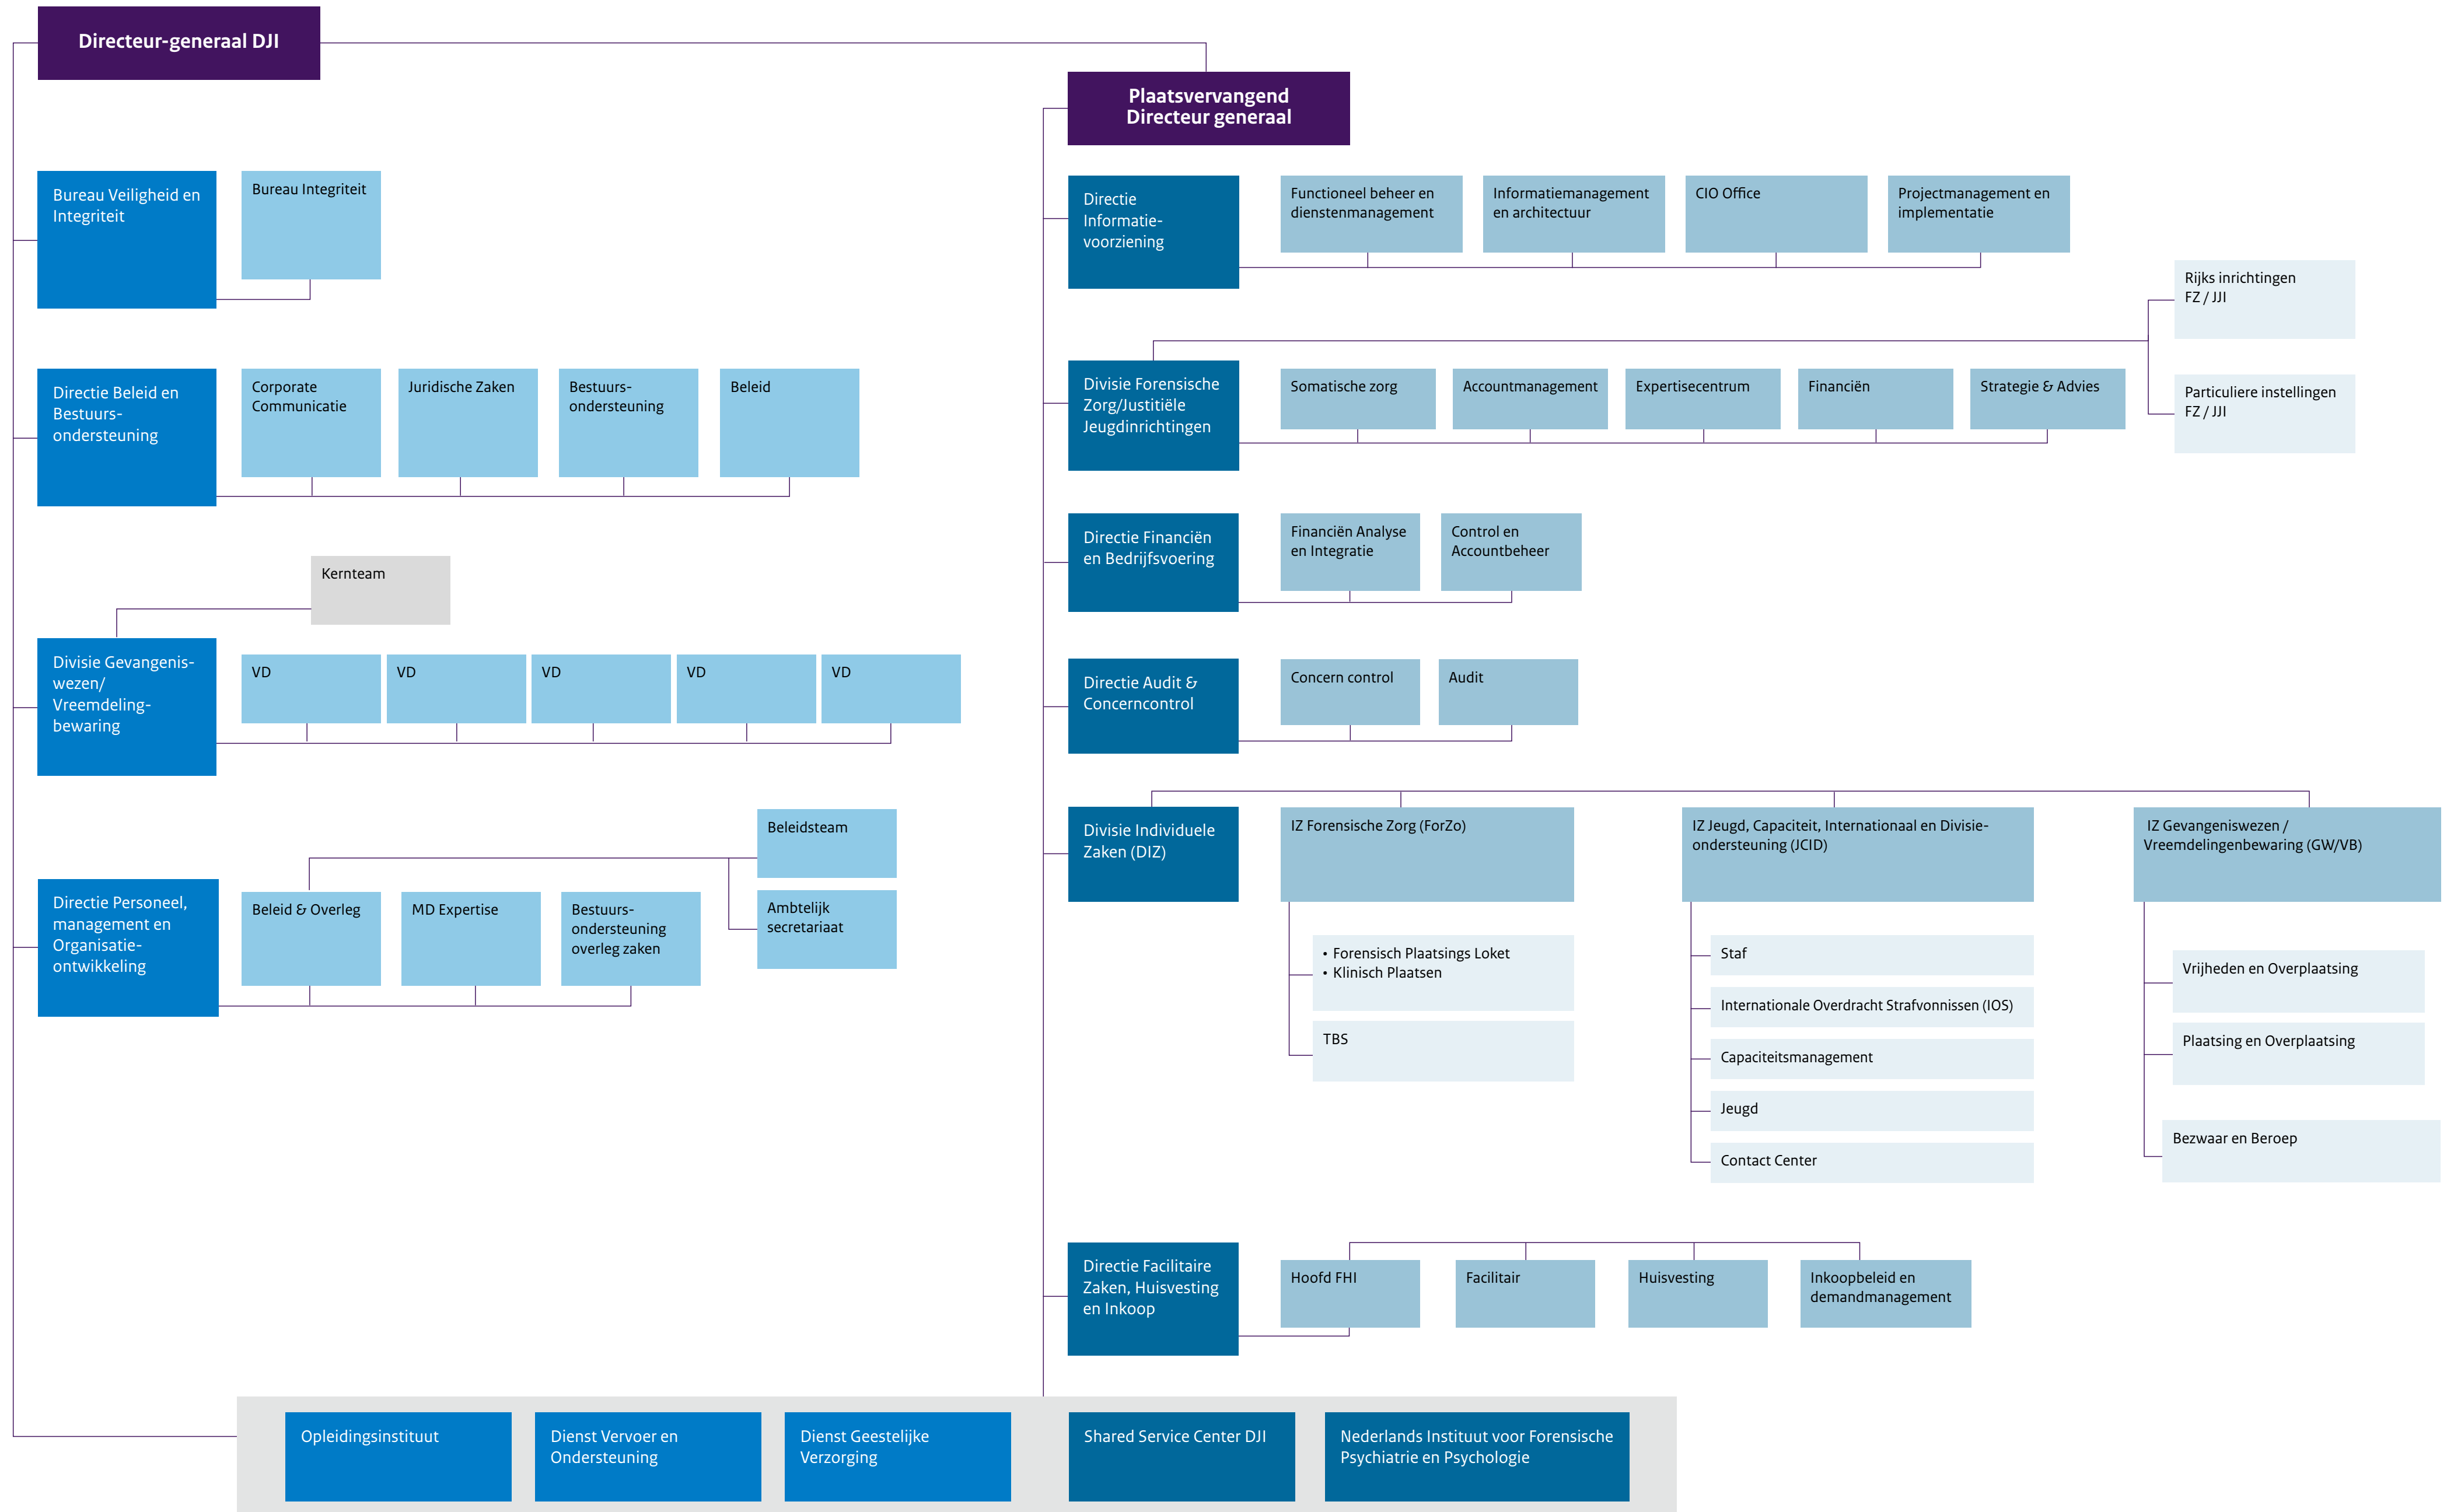 Directeur-generaal DJI
Plaatsvervangend
Directeur generaal
Bureau Veiligheid en
Integriteit
Bureau Integriteit
Directie Beleid en
Bestuurs-
ondersteuning
Corporate
Communicatie
Juridische Zaken
Bestuurs-
ondersteuning
Beleid
Kernteam
Divisie Gevangenis-
wezen/
Vreemdeling-
bewaring
VD
VD
VD
VD
VD
Beleidsteam
Ambtelijk
secretariaat
Directie Personeel,
management en
Organisatie-
ontwikkeling
Beleid & Overleg
MD Expertise
Bestuurs-
ondersteuning
overleg zaken
Directie
Informatie-
voorziening
Functioneel beheer en
dienstenmanagement
Informatiemanagement
en architectuur
CIO Office
Projectmanagement en
implementatie
Rijks inrichtingen
FZ / JJI
Particuliere instellingen
FZ / JJI
Divisie Forensische
Zorg/Justitiële
Jeugdinrichtingen
Somatische zorg
Accountmanagement
Expertisecentrum
Financiën
Strategie & Advies
Directie Financiën
en Bedrijfsvoering
Financiën Analyse
en Integratie
Control en
Accountbeheer
Directie Audit &
Concerncontrol
Concern control
Audit
Divisie Individuele
Zaken (DIZ)
IZ Forensische Zorg (ForZo)
• Forensisch Plaatsings Loket
• Klinisch Plaatsen
TBS
IZ Jeugd, Capaciteit, Internationaal en Divisie-
ondersteuning (JCID)
Staf
Internationale Overdracht Strafvonnissen (IOS)
Capaciteitsmanagement
Jeugd
Contact Center
IZ Gevangeniswezen /
Vreemdelingenbewaring (GW/VB)
Vrijheden en Overplaatsing
Plaatsing en Overplaatsing
Bezwaar en Beroep
Directie Facilitaire
Zaken, Huisvesting
en Inkoop
Hoofd FHI
Facilitair
Huisvesting
Inkoopbeleid en
demandmanagement
Opleidingsinstituut
Dienst Vervoer en
Ondersteuning
Dienst Geestelijke
Verzorging
Shared Service Center DJI
Nederlands Instituut voor Forensische
Psychiatrie en Psychologie